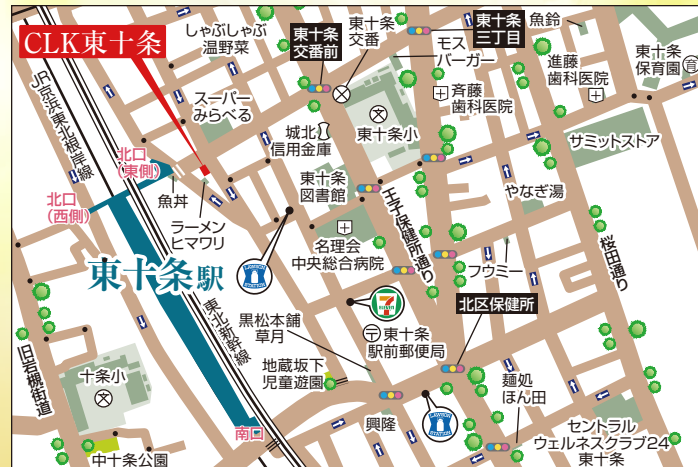 CLK東十条
しゃぶしゃぶ
温野菜
東十条
交番前
東十条
交番
モス
バーガー
東十条
三丁目
魚鈴
進藤
歯科医院
東十条
保育園
JR京浜東北根岸線
スーパー
みらべる
城北
信用金庫
文
東十条小
斉藤
歯科医院
サミットストア
北口
(東側)
魚丼
北口
(西側)
ラーメン
ヒマワリ
東十条
図書館
王子保健所通り
やなぎ湯
名理会
中央総合病院
フウミー
桜田通り
東十条駅
LAWSON
STATION
東北新幹線
7
ELEVEN
黒松本舗
草月
〒東十条
駅前郵便局
北区保健所
地蔵坂下
児童遊園
麺処
ほん田
旧岩槻街道
十条小
文
興隆
LAWSON
STATION
南口
中十条公園
セントラル
ウェルネスクラブ24
東十条